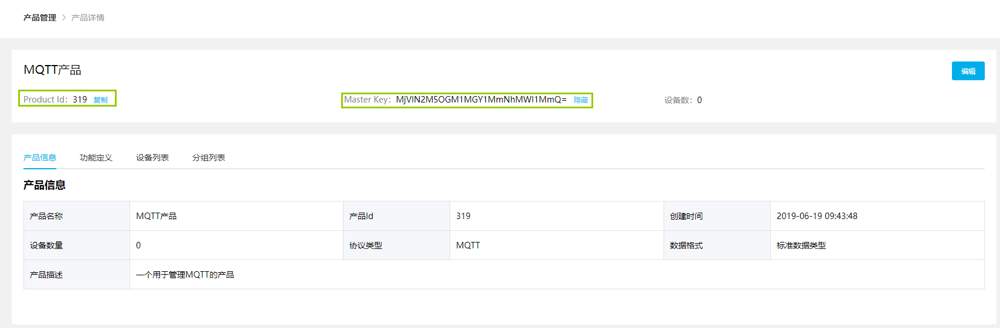 产品管理 > 产品详情
MQTT产品
编辑
Product Id：319 复制
Master Key：MjVlN2M5OGM1MGY1MmNhMWI1MmQ= 隐藏
设备数：0
产品信息 功能定义 设备列表 分组列表
产品信息
产品名称 MQTT产品 产品Id 319 创建时间 2019-06-19 09:43:48
设备数量 0 协议类型 MQTT 数据格式 标准数据类型
产品描述 一个用于管理MQTT的产品